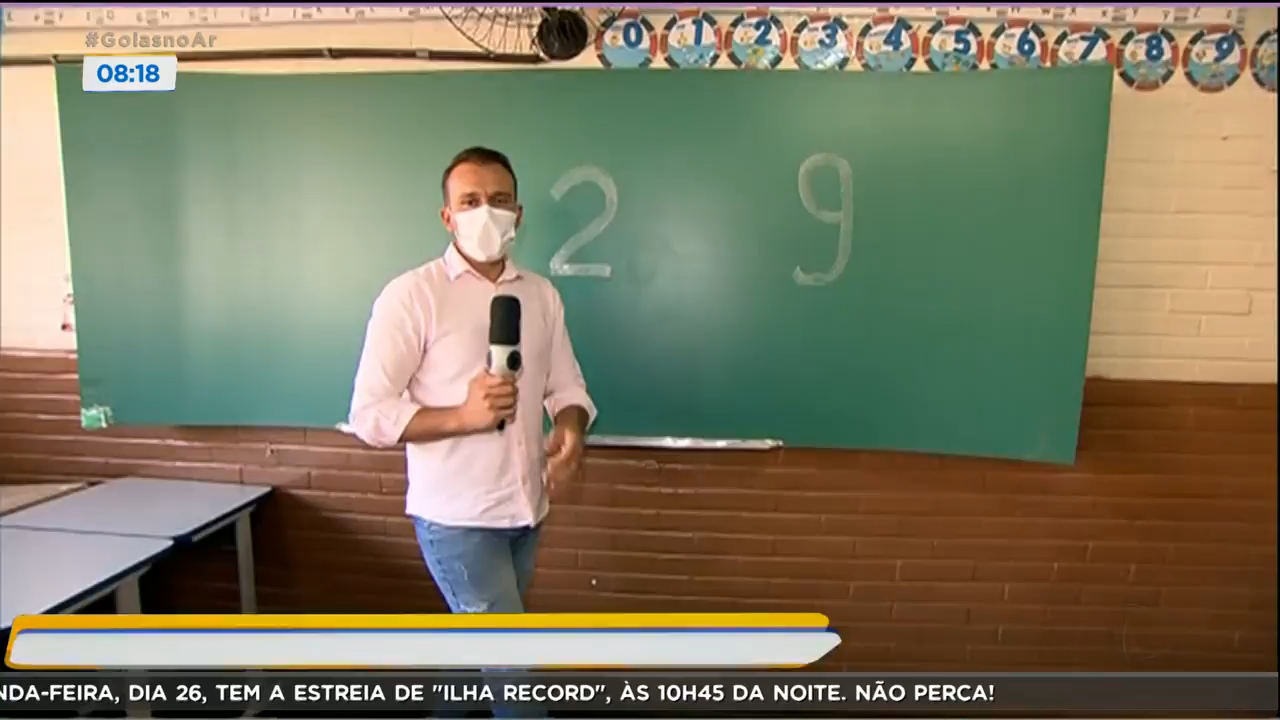 #GoIasnoAr
08:18
0 1 2 3 4 5 6 7 8 9
2 9
NDA-FEIRA, DIA 26, TEM A ESTREIA DE "ILHA RECORD", ÀS 10H45 DA NOITE. NÃO PERÇA!